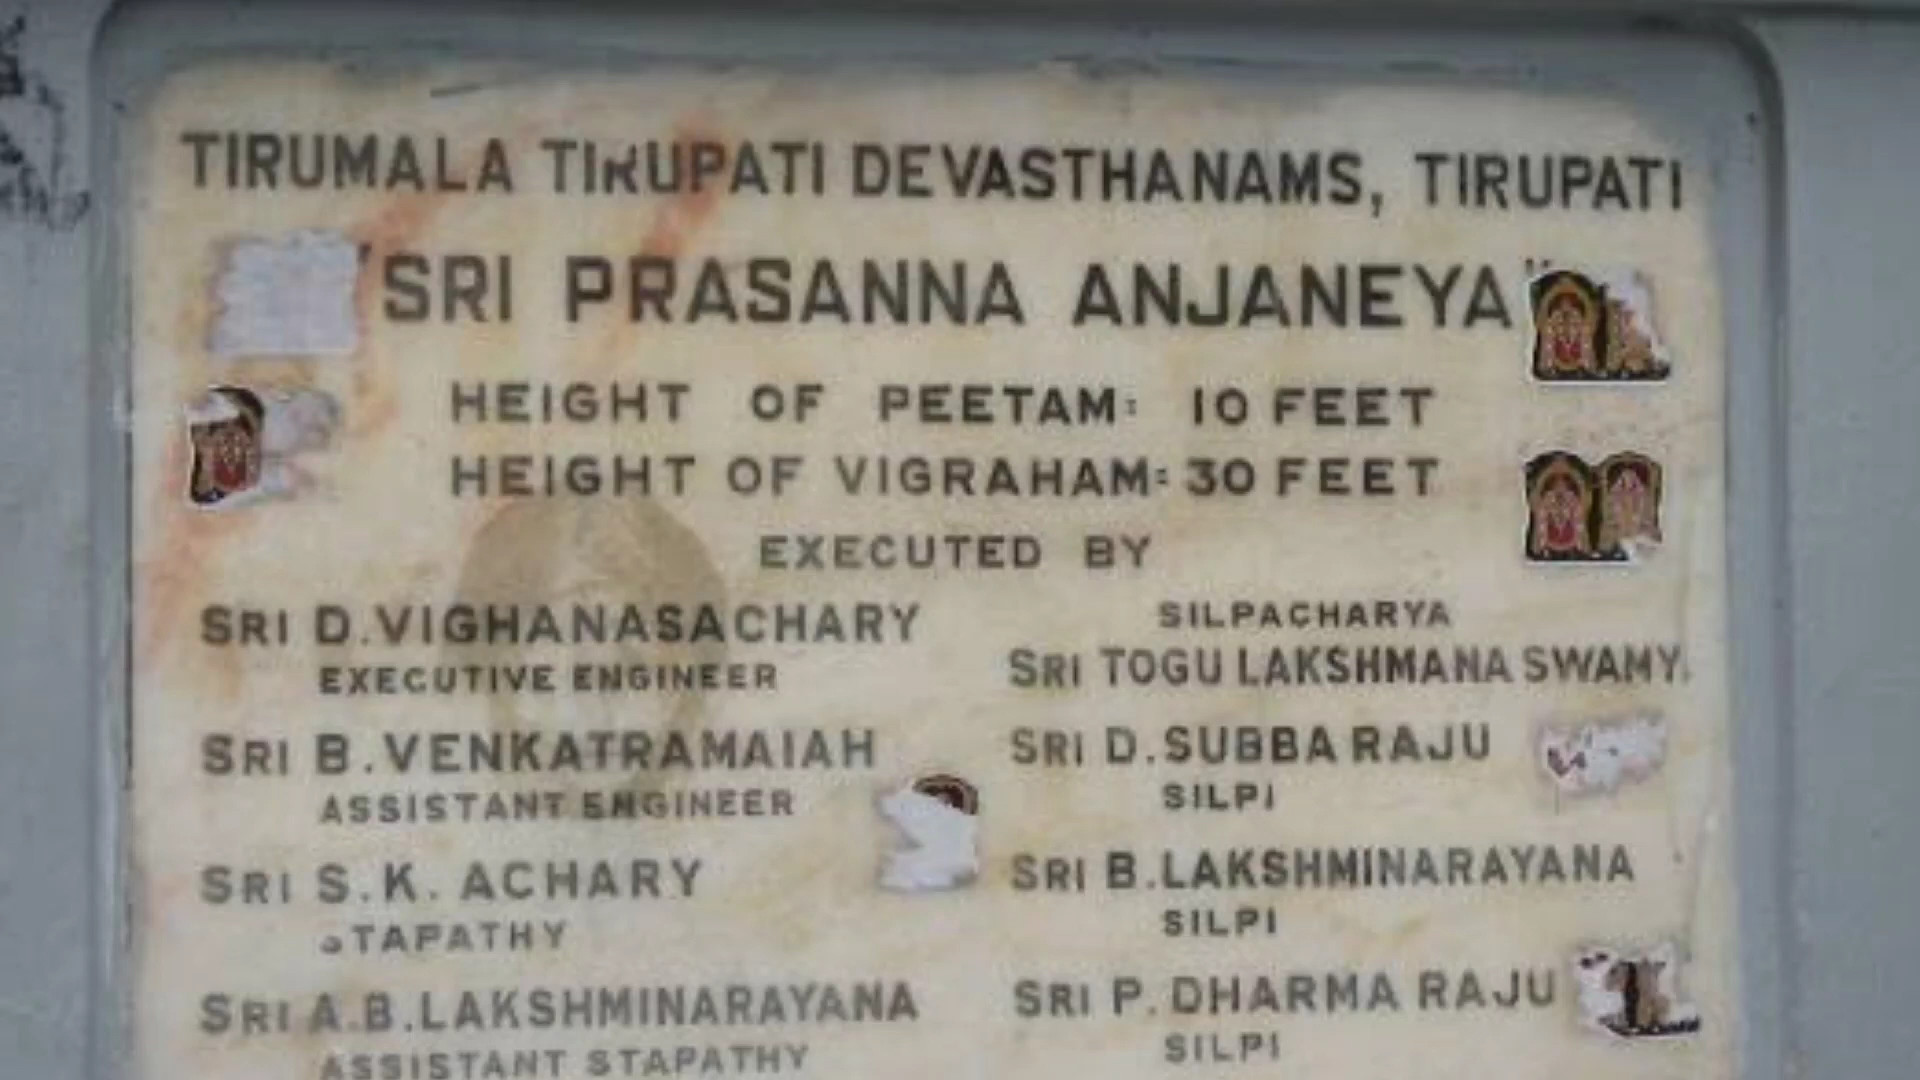 TIRUMALA TIRUPATI DEVASTHANAMS, TIRUPATI
"SRI PRASANNA ANJANEYA"
HEIGHT OF PEETAM: 10 FEET
HEIGHT OF VIGRAHAM: 30 FEET
EXECUTED BY
SRI D.VIGHANASACHARY
EXECUTIVE ENGINEER
SRI B.VENKATRAMAIAH
ASSISTANT ENGINEER
SRI S.K. ACHARY
STAPATHY
SRI A.B.LAKSHMINARAYANA
ASSISTANT STAPATHY
SILPACHARYA
SRI TOGU LAKSHMANA SWAMY.
SRI D.SUBBA RAJU
SILPI
SRI B.LAKSHMINARAYANA
SILPI
SRI P. DHARMA RAJU
SILPI